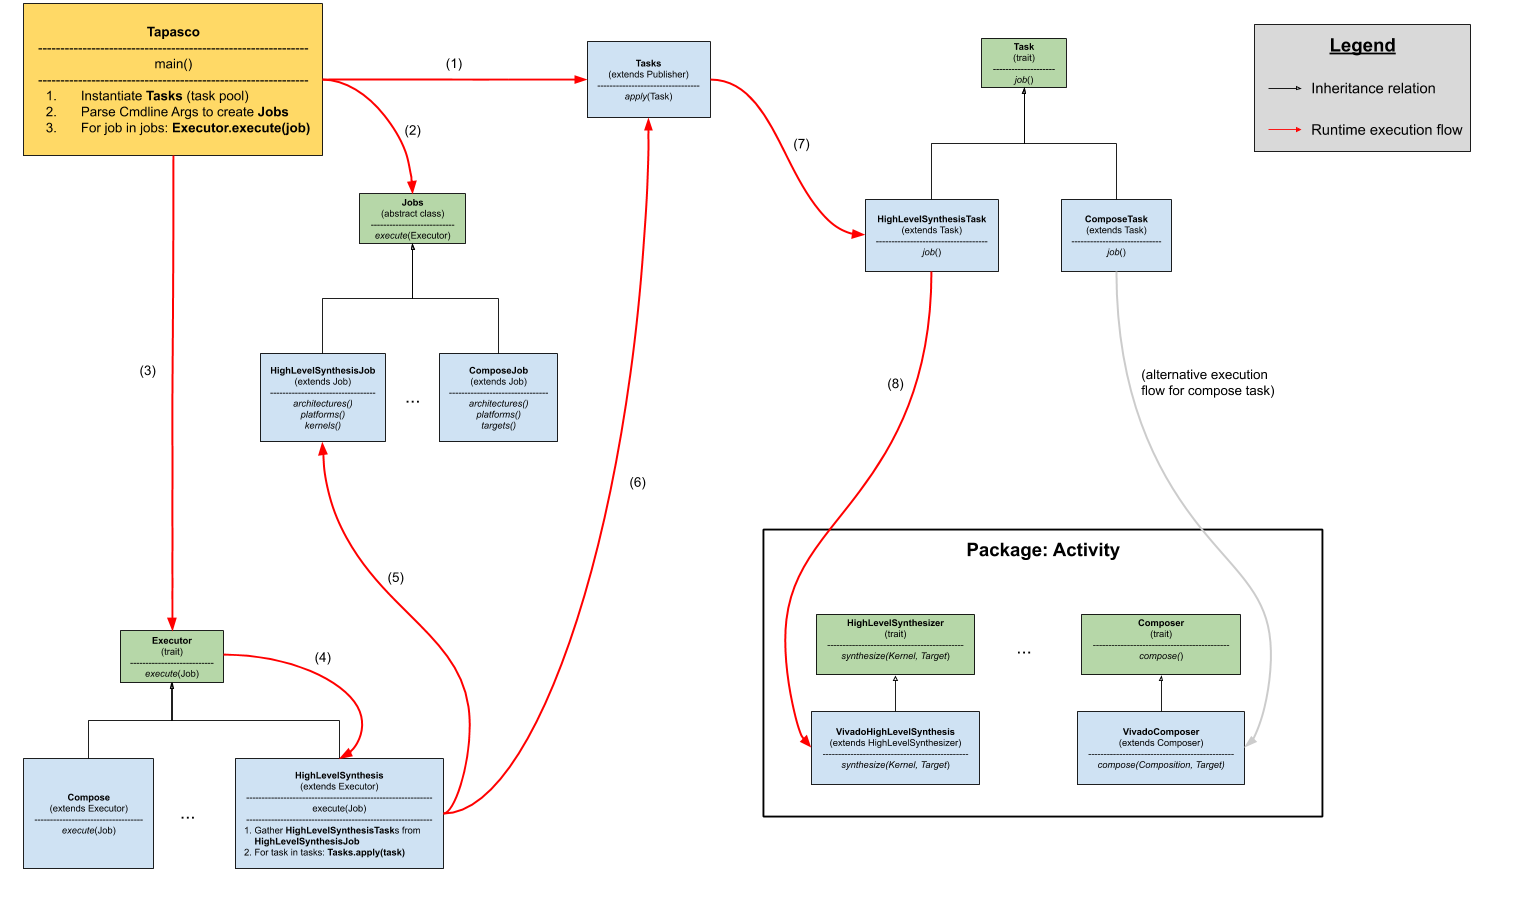 Tapasco
main()
1. Instantiate Tasks (task pool)
2. Parse Cmdline Args to create Jobs
3. For job in jobs: Executor.execute(job)
(1)
Tasks
(extends Publisher)
apply(Task)
Task
(trait)
job()
Legend
Inheritance relation
Runtime execution flow
(2)
(7)
Jobs
(abstract class)
execute(Executor)
HighLevelSynthesisTask
(extends Task)
job()
ComposeTask
(extends Task)
job()
(3)
HighLevelSynthesisJob
(extends Job)
architectures()
platforms()
kernels()
...
ComposeJob
(extends Job)
architectures()
platforms()
targets()
(8)
(alternative execution
flow for compose task)
(6)
(5)
Package: Activity
Executor
(trait)
execute(Job)
(4)
HighLevelSynthesizer
(trait)
synthesize(Kernel, Target)
...
Composer
(trait)
compose()
VivadoHighLevelSynthesis
(extends HighLevelSynthesizer)
synthesize(Kernel, Target)
VivadoComposer
(extends Composer)
compose(Composition, Target)
Compose
(extends Executor)
execute(Job)
...
HighLevelSynthesis
(extends Executor)
execute(Job)
1. Gather HighLevelSynthesisTasks from
HighLevelSynthesisJob
2. For task in tasks: Tasks.apply(task)